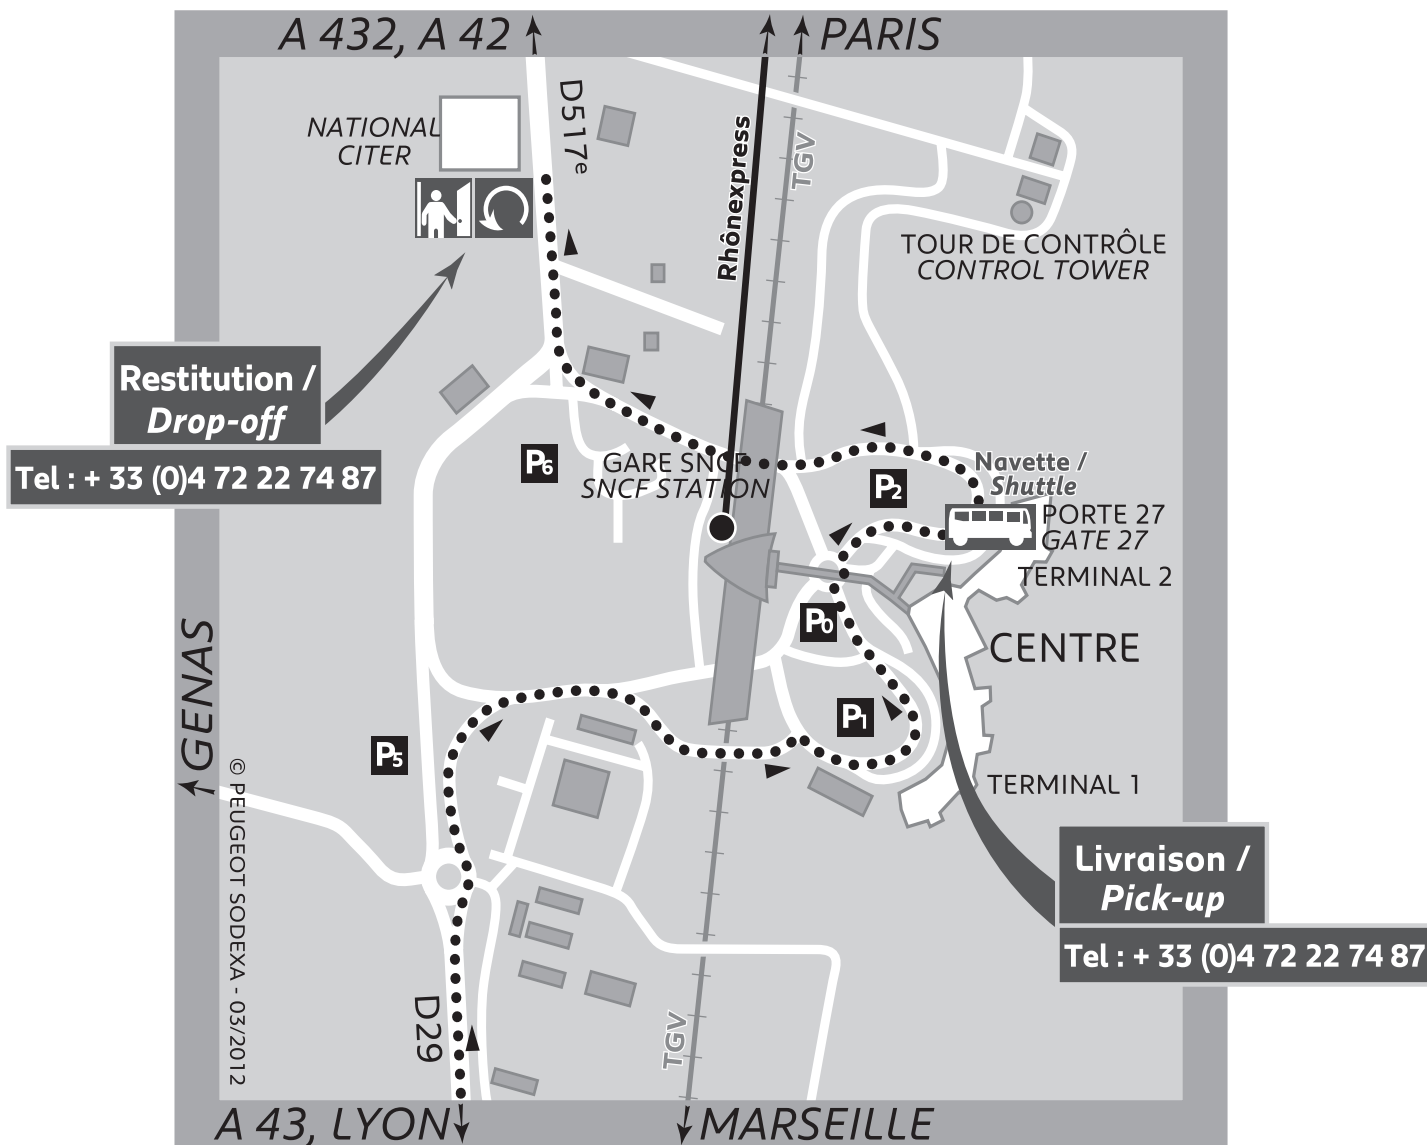 A 432, A 42
PARIS
D517e
NATIONAL
CITER
Rhônexpress
TGV
TOUR DE CONTRÔLE
CONTROL TOWER
Restitution /
Drop-off
Tel : + 33 (0)4 72 22 74 87
P6
GARE SNCF
SNCF STATION
P2
Navette /
Shuttle
PORTE 27
GATE 27
TERMINAL 2
P0
CENTRE
GENAS
P1
P5
TERMINAL 1
© PEUGEOT SODEXA - 03/2012
Livraison /
Pick-up
Tel : + 33 (0)4 72 22 74 87
D29
TGV
A 43, LYON
MARSEILLE